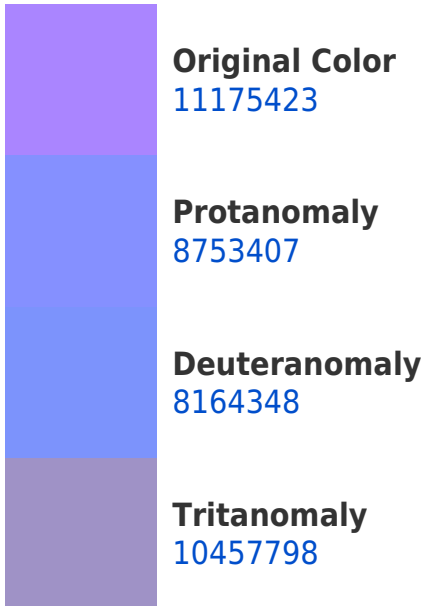 Original Color
11175423
Protanomaly
8753407
Deuteranomaly
8164348
Tritanomaly
10457798